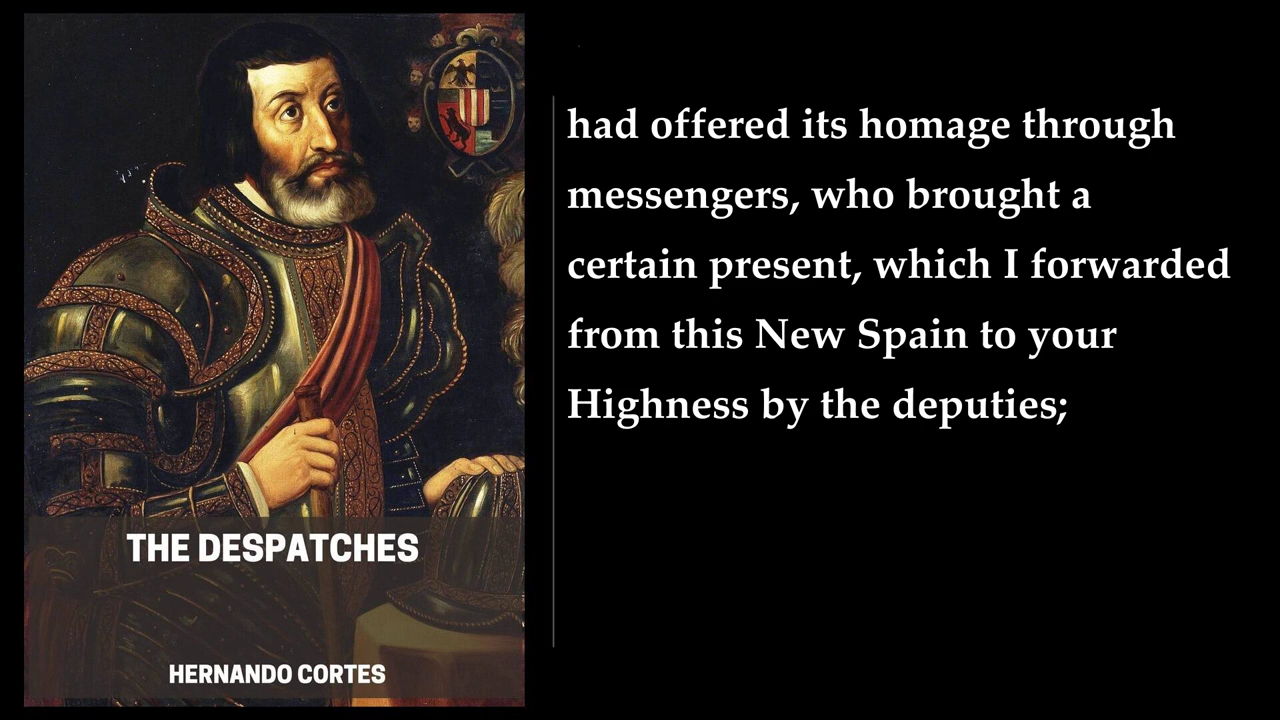 THE DESPATCHES
HERNANDO CORTES
had offered its homage through
messengers, who brought a
certain present, which I forwarded
from this New Spain to your
Highness by the deputies;